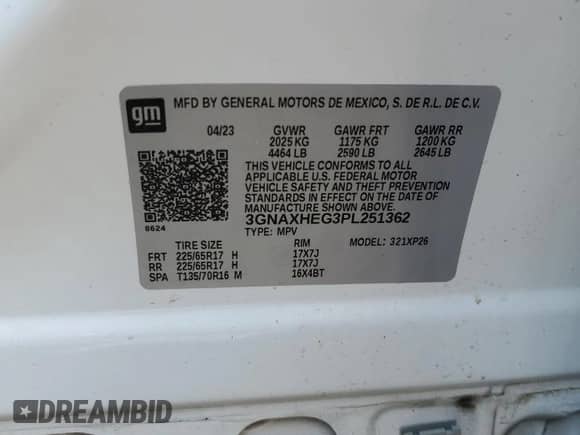 gm
MFD BY GENERAL MOTORS DE MEXICO, S. DE R.L. DE C.V.
04/23 GVWR GAWR FRT GAWR RR
2025 KG 1175 KG 1200 KG
4464 LB 2590 LB 2645 LB
THIS VEHICLE CONFORMS TO ALL
APPLICABLE U.S. FEDERAL MOTOR
VEHICLE SAFETY AND THEFT PREVENTION
STANDARDS IN EFFECT ON THE DATE OF
MANUFACTURE SHOWN ABOVE.
3GNAXHEG3PL251362
8624 TYPE: MPV
TIRE SIZE RIM MODEL: 321XP26
FRT 225/65R17 H 17X7J
RR 225/65R17 H 17X7J
SPA T135/70R16 M 16X4BT
DREAMBID